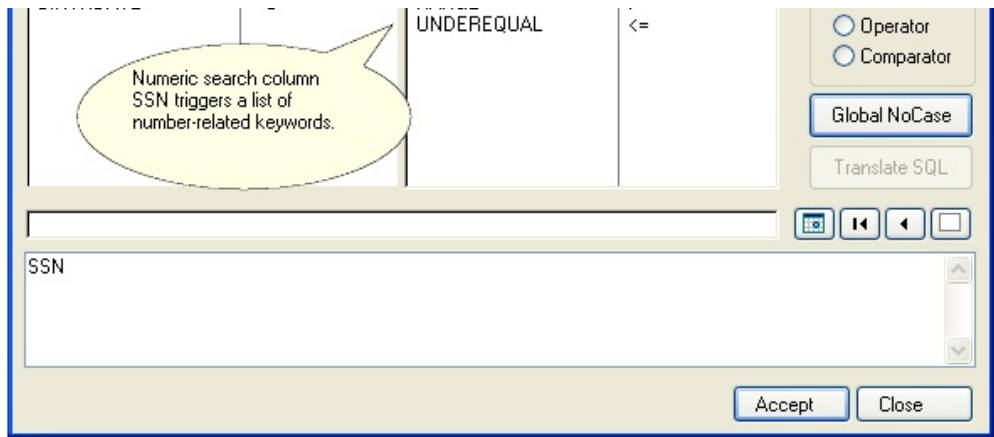 UNDEREQUAL <=
Operator
Comparator
Numeric search column
SSN triggers a list of
number-related keywords.
Global NoCase
Translate SQL
SSN
Accept Close